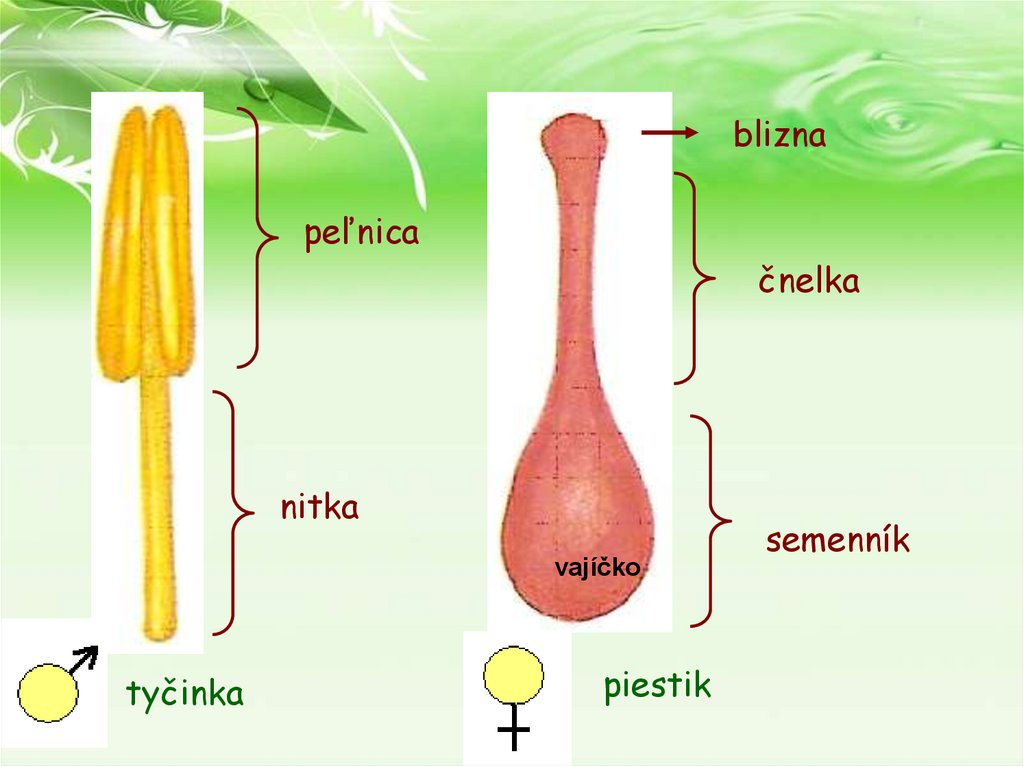 blizna
peľnica
čnelka
nitka
semenník
vajíčko
tyčinka
piestik